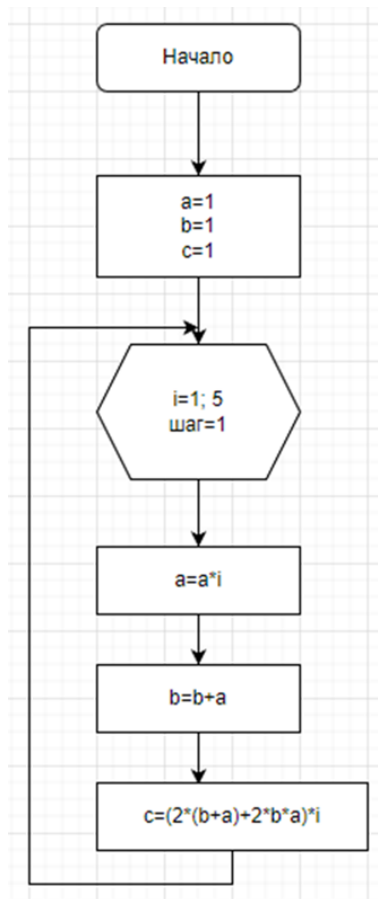 Начало
a=1
b=1
c=1
i=1; 5
шаг=1
a=a*i
b=b+a
c=(2*(b+a)+2*b*a)*i